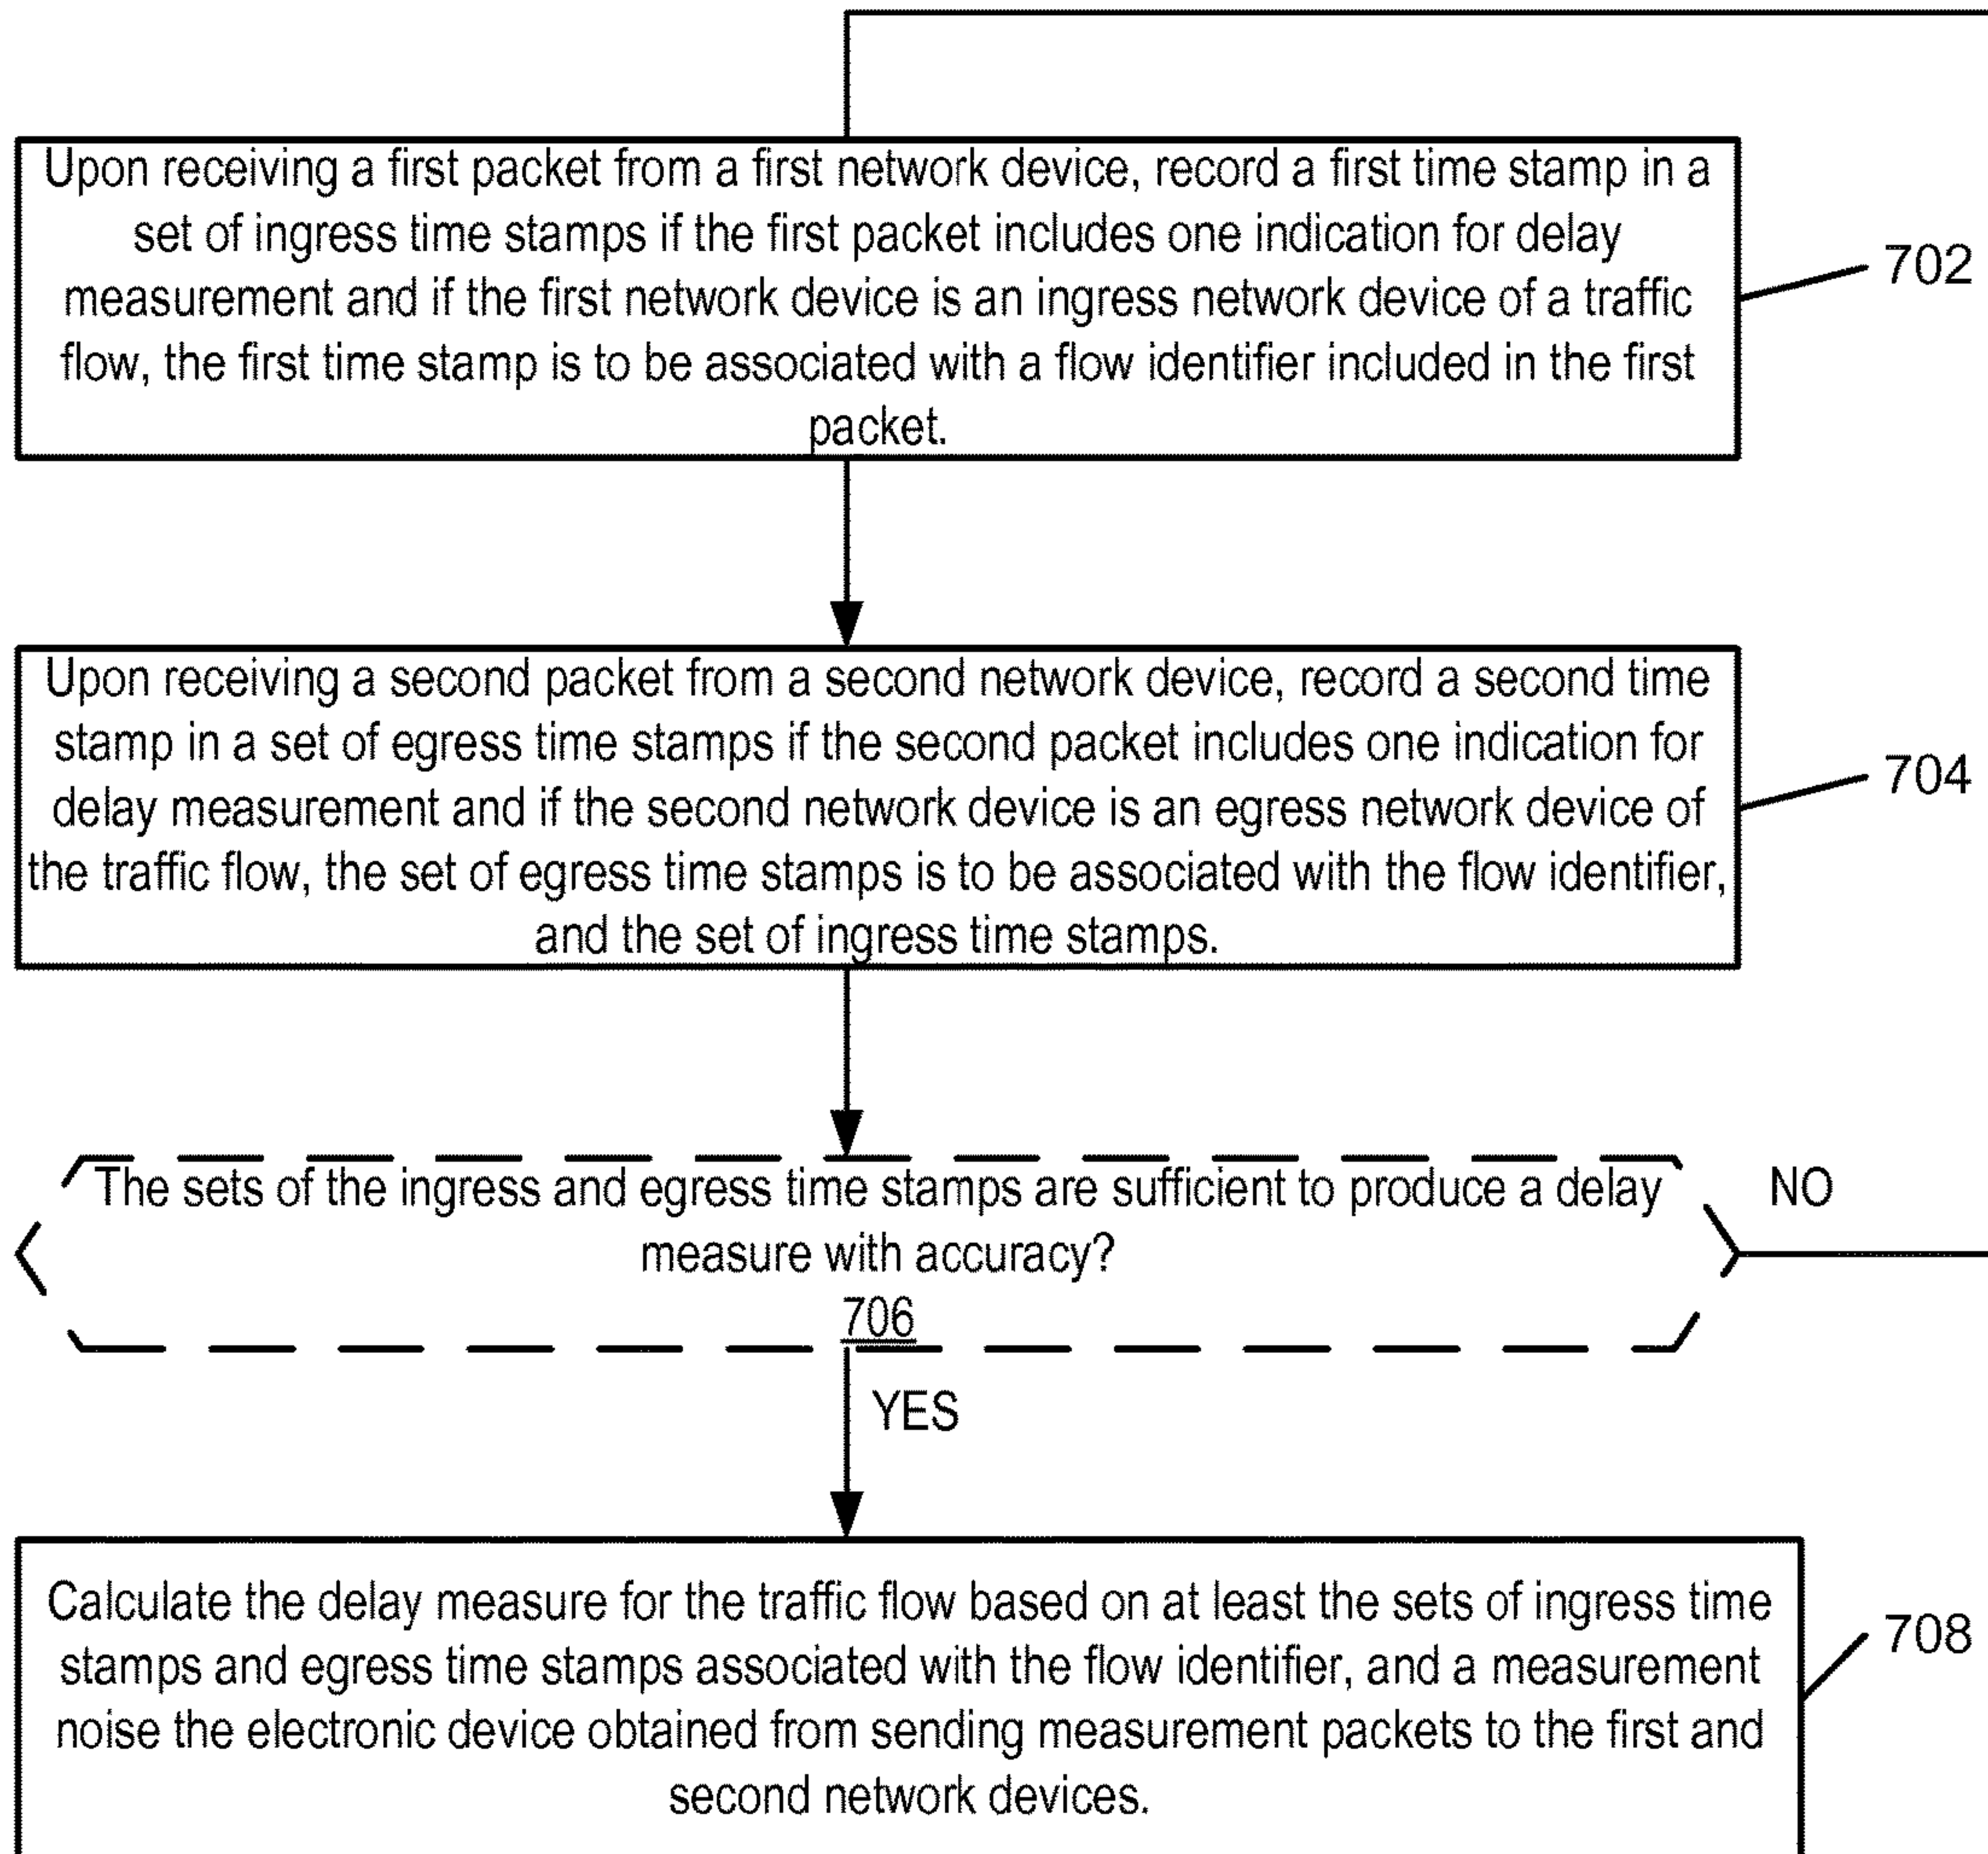 Upon receiving a first packet from a first network device, record a first time stamp in a
set of ingress time stamps if the first packet includes one indication for delay
measurement and if the first network device is an ingress network device of a traffic
flow, the first time stamp is to be associated with a flow identifier included in the first
packet.
702
Upon receiving a second packet from a second network device, record a second time
stamp in a set of egress time stamps if the second packet includes one indication for
delay measurement and if the second network device is an egress network device of
the traffic flow, the set of egress time stamps is to be associated with the flow identifier,
and the set of ingress time stamps.
704
The sets of the ingress and egress time stamps are sufficient to produce a delay
measure with accuracy?
706
NO
YES
Calculate the delay measure for the traffic flow based on at least the sets of ingress time
stamps and egress time stamps associated with the flow identifier, and a measurement
noise the electronic device obtained from sending measurement packets to the first and
second network devices.
708